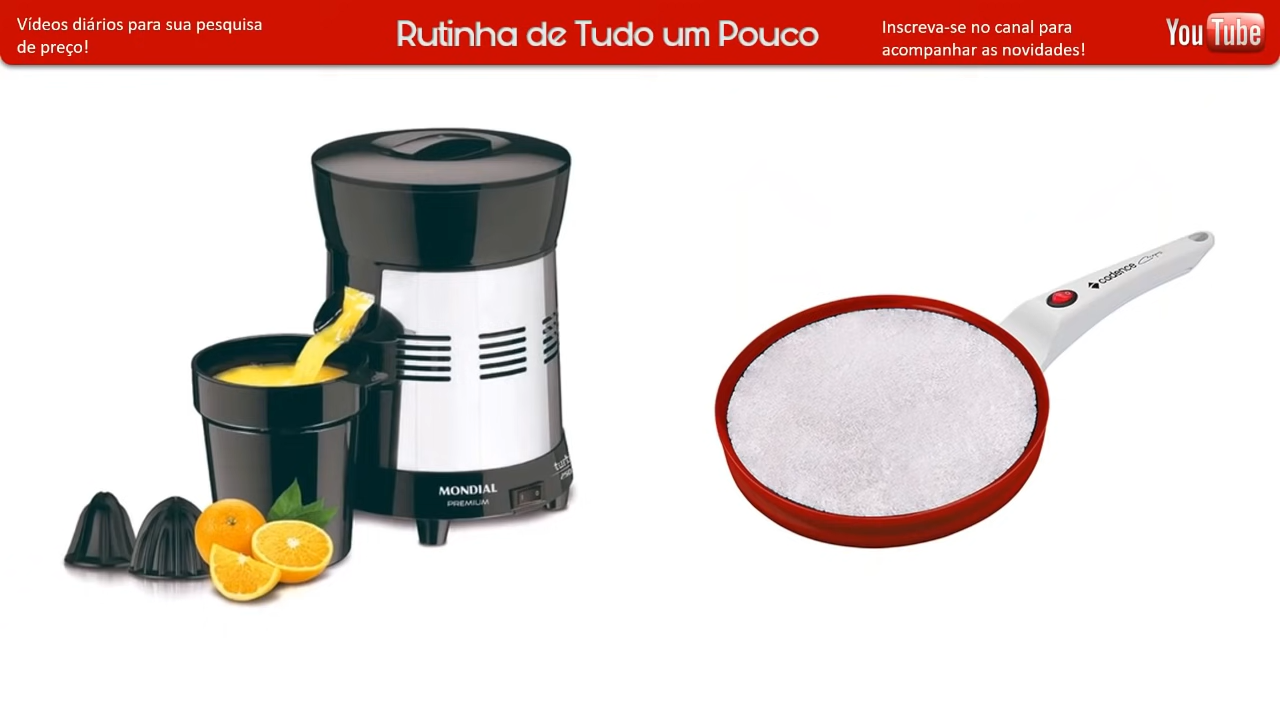 Vídeos diários para sua pesquisa
de preço!
Rutinha de Tudo um Pouco
Inscreva-se no canal para
acompanhar as novidades!
YouTube
MONDIAL
PREMIUM
cadence